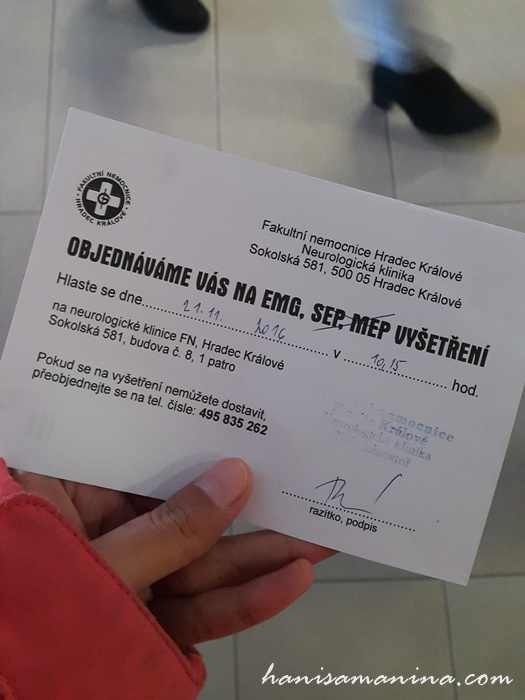 FAKULTNÍ NEMOCNICE
HRADEC KRÁLOVÉ
Fakultní nemocnice Hradec Králové
Neurologická klinika
Sokolská 581, 500 05 Hradec Králové
OBJEDNÁVÁME VÁS NA EMG, SEP, MEP VYŠETŘENÍ
Hlaste se dne 21. 11. 2016 v 10,15 hod.
na neurologické klinice FN, Hradec Králové
Sokolská 581, budova č. 8, 1 patro
Pokud se na vyšetření nemůžete dostavit,
přeobjednejte se na tel. čísle: 495 835 262
nemocnice
Králové
neurologická klinika
razítko, podpis
hanisamanina.com